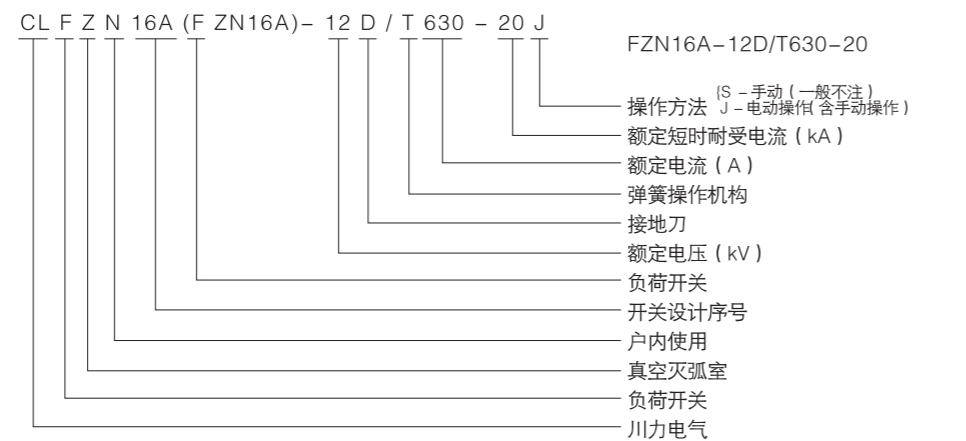 CL F Z N 16A (F ZN16A)-12 D / T 630 - 20 J
FZN16A-12D/T630-20
操作方法 {S - 手动 ( 一般不注 )
J - 电动操作( 含手动操作 )
额定短时耐受电流 ( kA )
额定电流 ( A )
弹簧操作机构
接地刀
额定电压 ( kV )
负荷开关
开关设计序号
户内使用
真空灭弧室
负荷开关
川力电气